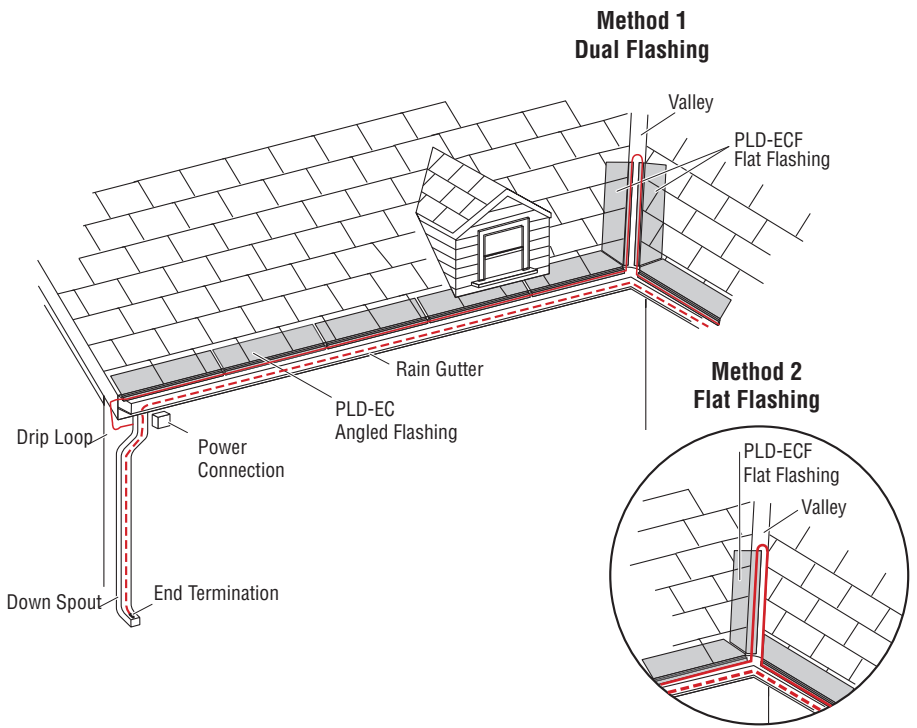 Method 1
Dual Flashing
Valley
PLD-ECF
Flat Flashing
Rain Gutter
PLD-EC
Angled Flashing
Drip Loop
Power
Connection
Down Spout
End Termination
Method 2
Flat Flashing
PLD-ECF
Flat Flashing
Valley